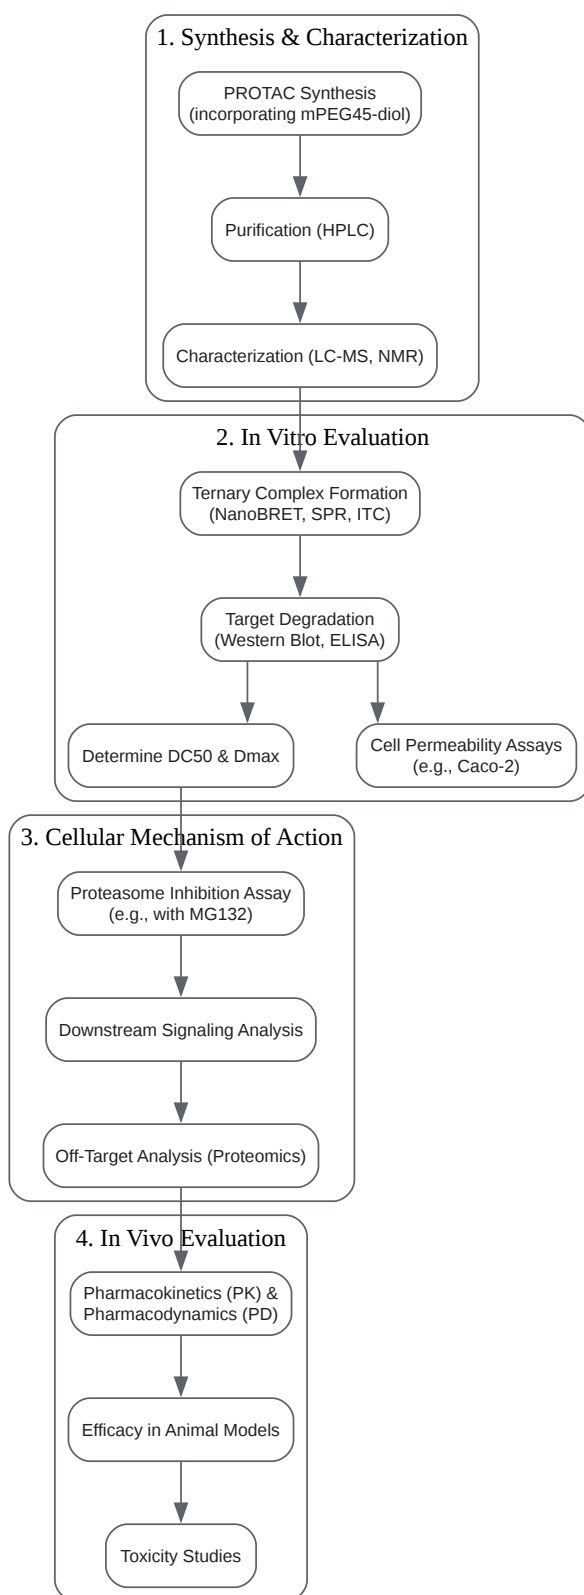 1. Synthesis & Characterization
PROTAC Synthesis
(incorporating mPEG45-diol)
Purification (HPLC)
Characterization (LC-MS, NMR)
2. In Vitro Evaluation
Ternary Complex Formation
(NanoBRET, SPR, ITC)
Target Degradation
(Western Blot, ELISA)
Determine DC50 & Dmax
Cell Permeability Assays
(e.g., Caco-2)
3. Cellular Mechanism of Action
Proteasome Inhibition Assay
(e.g., with MG132)
Downstream Signaling Analysis
Off-Target Analysis (Proteomics)
4. In Vivo Evaluation
Pharmacokinetics (PK) &
Pharmacodynamics (PD)
Efficacy in Animal Models
Toxicity Studies